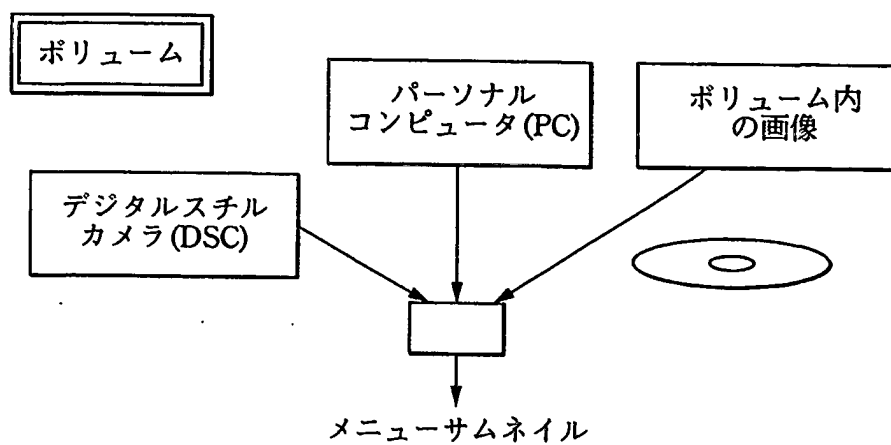 ボリューム
パーソナル
コンピュータ(PC)
ボリューム内
の画像
デジタルスチル
カメラ(DSC)
メニューサムネイル